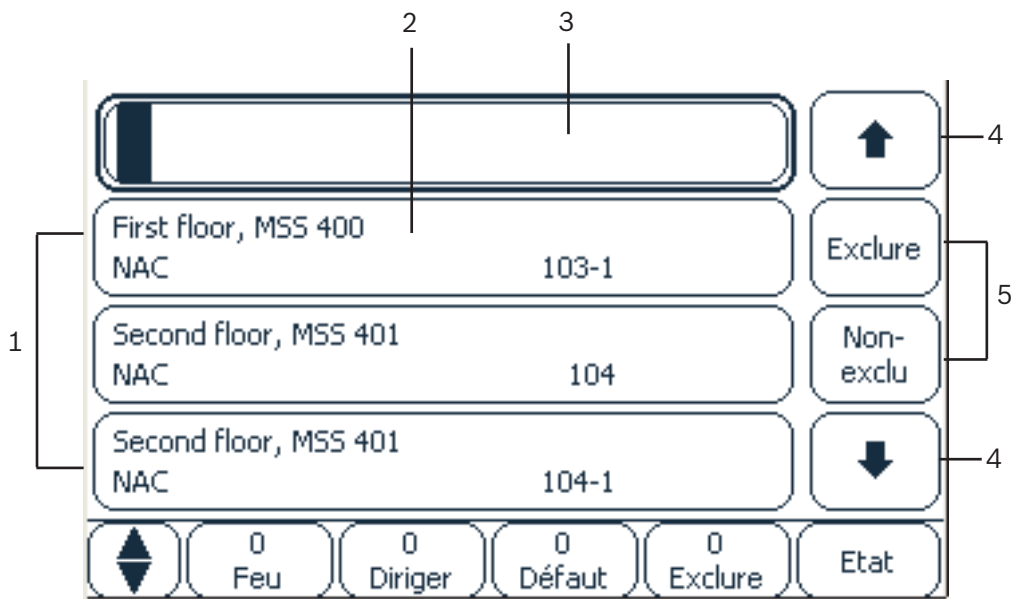 2
3
4
First floor, MSS 400
NAC 103-1
Exclure
5
1
Second floor, MSS 401
NAC 104
Non-
exclu
Second floor, MSS 401
NAC 104-1
4
0
Feu
0
Diriger
0
Défaut
0
Exclure
Etat